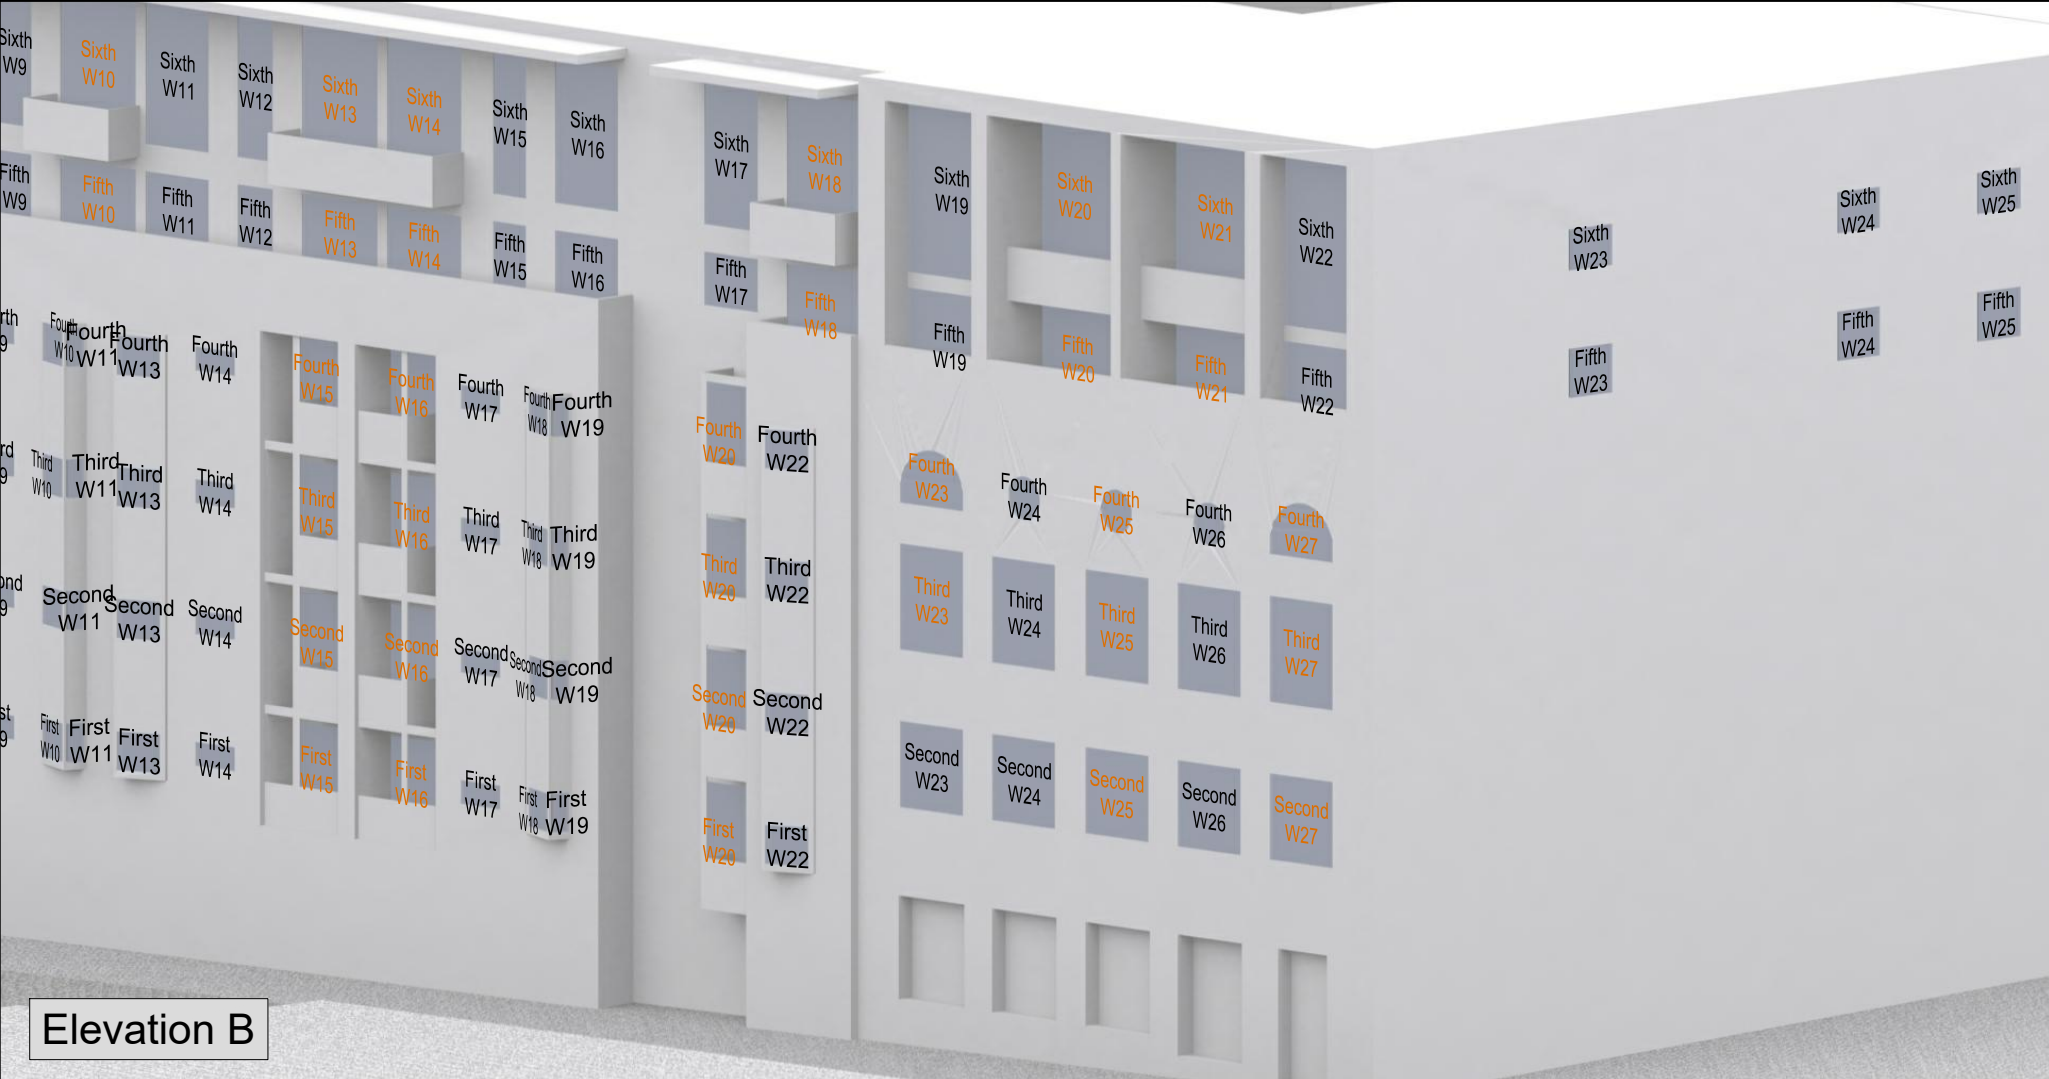 Sixth
W9
Sixth
W10
Sixth
W11
Sixth
W12
Sixth
W13
Sixth
W14
Sixth
W15
Sixth
W16
Sixth
W17
Sixth
W18
Sixth
W19
Sixth
W20
Sixth
W21
Sixth
W22
Sixth
W23
Sixth
W24
Sixth
W25
Fifth
W9
Fifth
W10
Fifth
W11
Fifth
W12
Fifth
W13
Fifth
W14
Fifth
W15
Fifth
W16
Fifth
W17
Fifth
W18
Fifth
W19
Fifth
W20
Fifth
W21
Fifth
W22
Fifth
W23
Fifth
W24
Fifth
W25
rth
9
Fourth
W10
Fourth
W11
Fourth
W13
Fourth
W14
Fourth
W15
Fourth
W16
Fourth
W17
Fourth
W18
Fourth
W19
Fourth
W20
Fourth
W22
Fourth
W23
Fourth
W24
Fourth
W25
Fourth
W26
Fourth
W27
rd
9
Third
W10
Third
W11
Third
W13
Third
W14
Third
W15
Third
W16
Third
W17
Third
W18
Third
W19
Third
W20
Third
W22
Third
W23
Third
W24
Third
W25
Third
W26
Third
W27
ond
9
Second
W11
Second
W13
Second
W14
Second
W15
Second
W16
Second
W17
Second
W18
Second
W19
Second
W20
Second
W22
Second
W23
Second
W24
Second
W25
Second
W26
Second
W27
st
9
First
W10
First
W11
First
W13
First
W14
First
W15
First
W16
First
W17
First
W18
First
W19
First
W20
First
W22
Elevation B